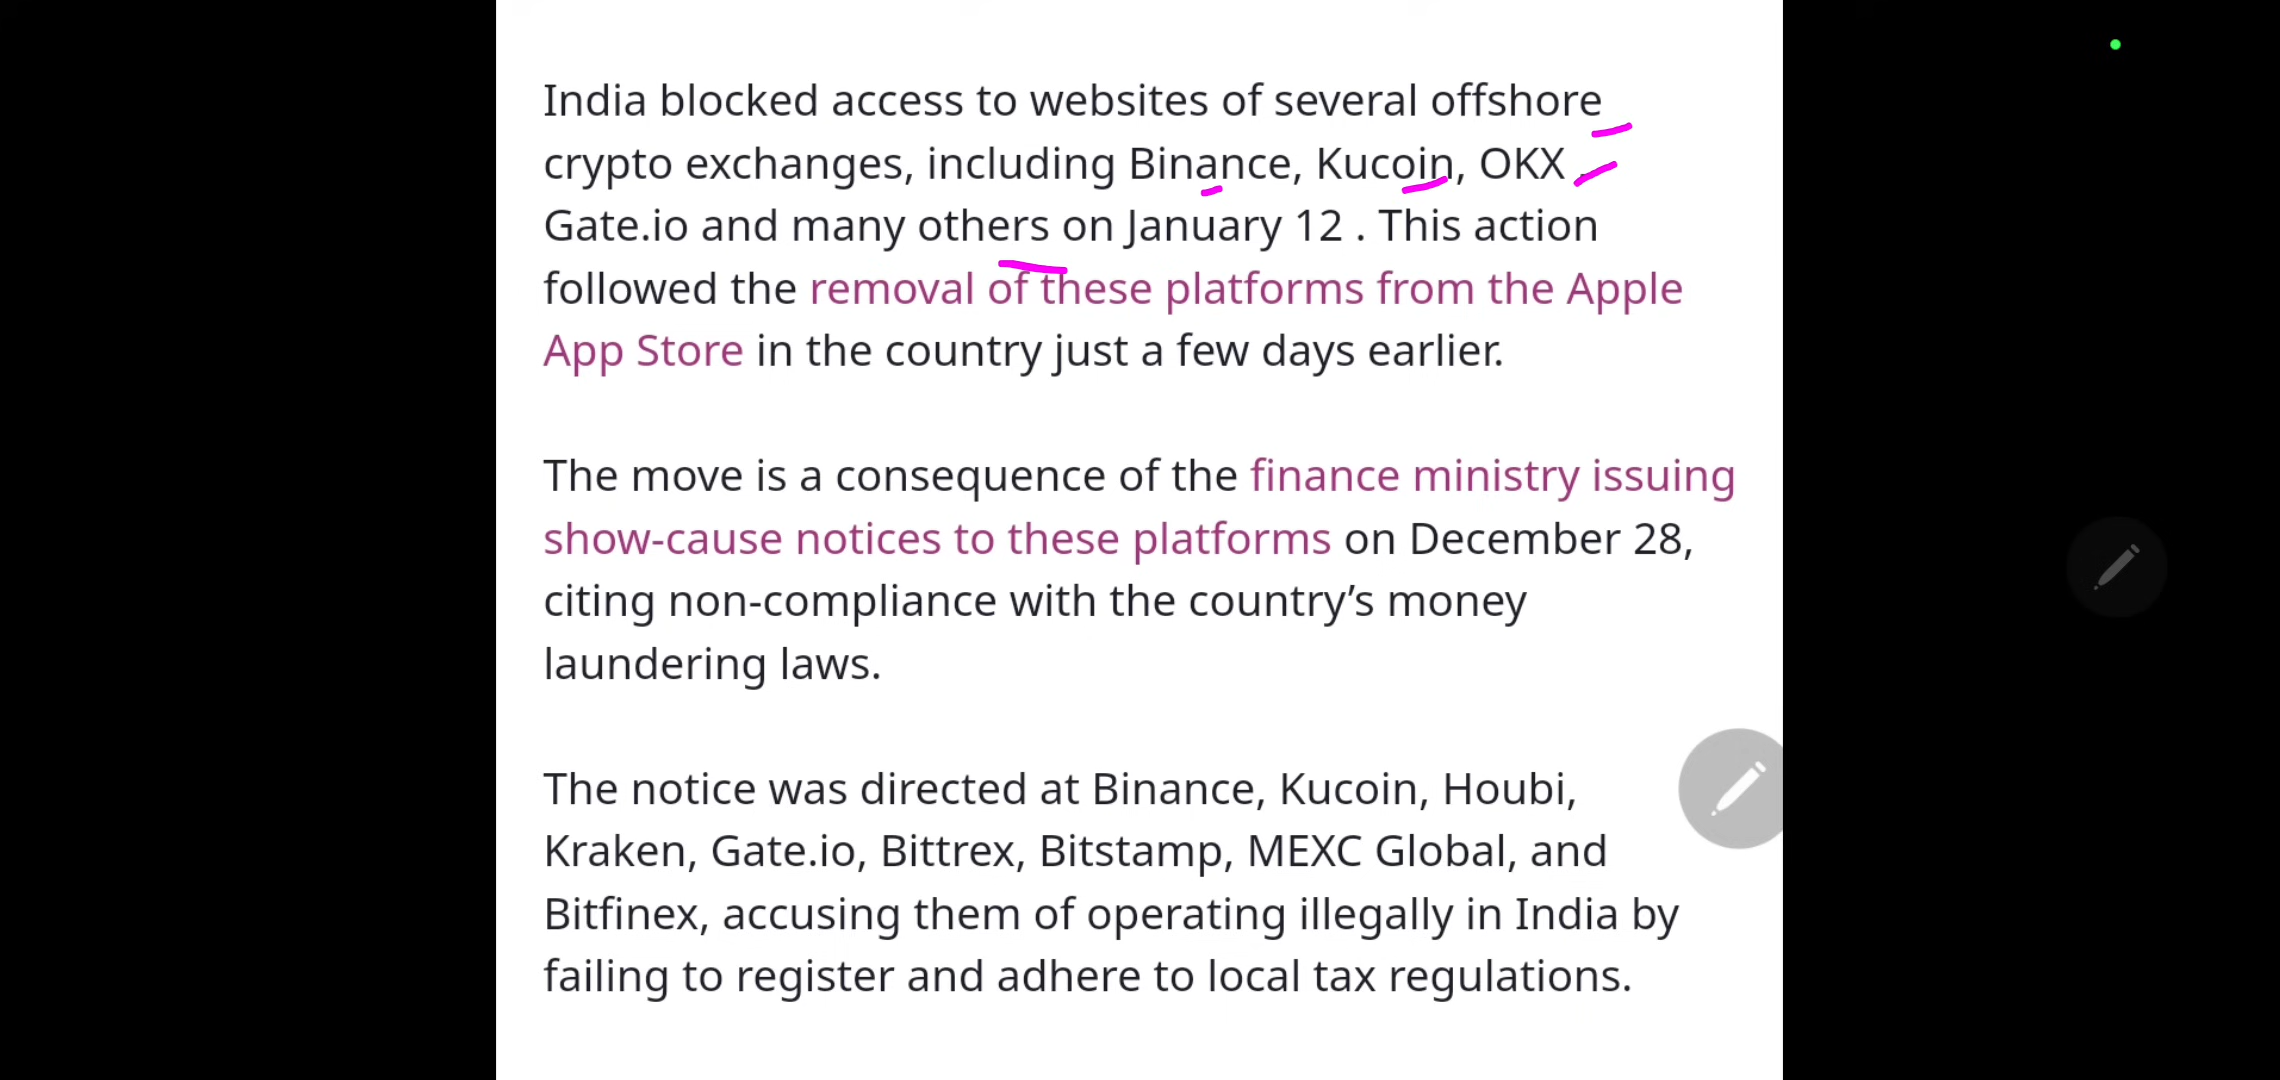 India blocked access to websites of several offshore
crypto exchanges, including Binance, Kucoin, OKX ,
Gate.io and many others on January 12 . This action
followed the removal of these platforms from the Apple
App Store in the country just a few days earlier.
The move is a consequence of the finance ministry issuing
show-cause notices to these platforms on December 28,
citing non-compliance with the country’s money
laundering laws.
The notice was directed at Binance, Kucoin, Houbi,
Kraken, Gate.io, Bittrex, Bitstamp, MEXC Global, and
Bitfinex, accusing them of operating illegally in India by
failing to register and adhere to local tax regulations.